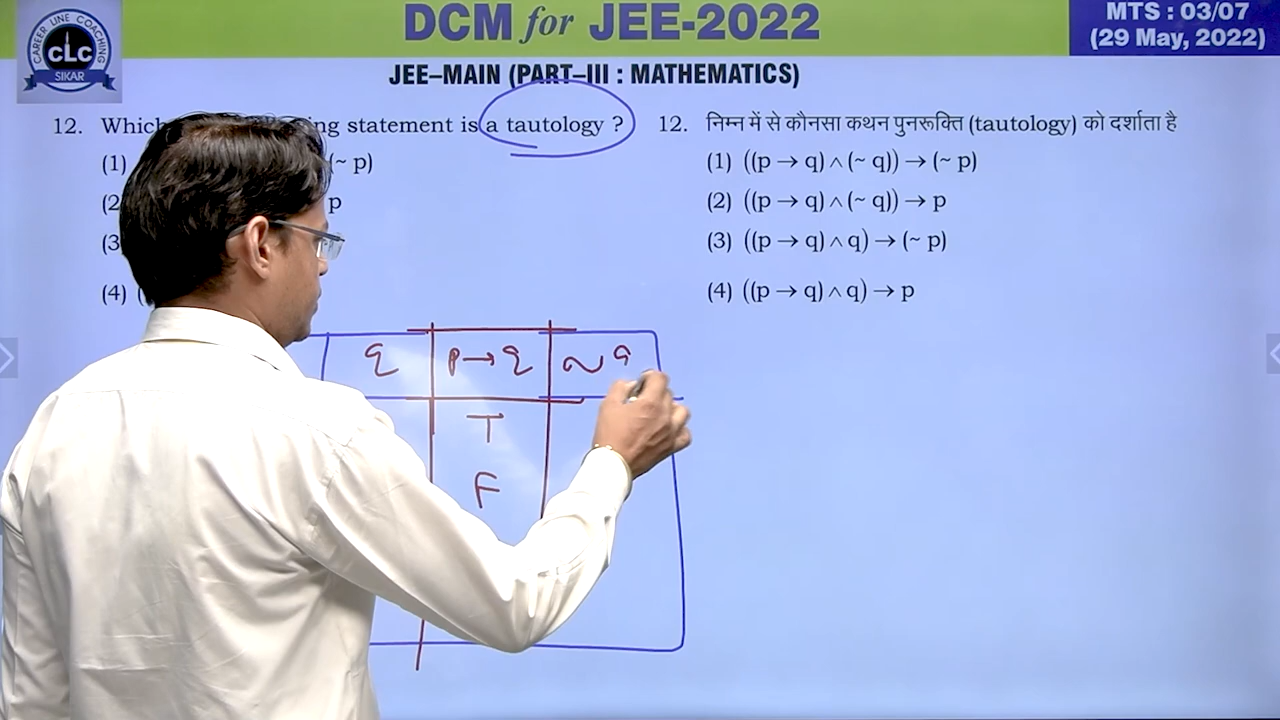 DCM for JEE-2022
MTS : 03/07
(29 May, 2022)
CAREER LINE COACHING
CLC
SIKAR
JEE–MAIN (PART–III : MATHEMATICS)
12. Which ing statement is a tautology ?
(1) (~ p)
(2 p
(3
(4) (
12. निम्न में से कौनसा कथन पुनरूक्ति (tautology) को दर्शाता है
(1) ((p → q) ∧ (~ q)) → (~ p)
(2) ((p → q) ∧ (~ q)) → p
(3) ((p → q) ∧ q) → (~ p)
(4) ((p → q) ∧ q) → p
q p→q ~ q
T
F